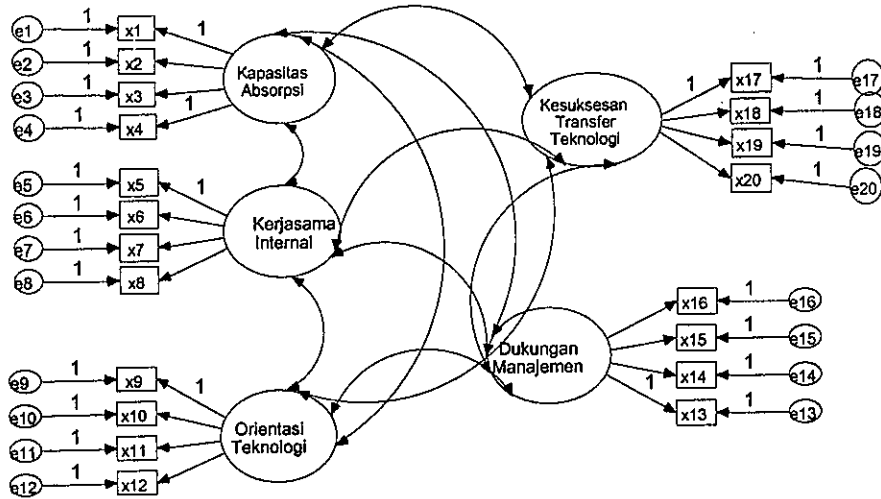 e1 1 x1 1
e2 1 x2
e3 1 x3
e4 1 x4 1
Kapasitas
Absorpsi
e5 1 x5 1
e6 1 x6
e7 1 x7
e8 1 x8
Kerjasama
Internal
e9 1 x9 1
e10 1 x10
e11 1 x11
e12 1 x12
Orientasi
Teknologi
Kesuksesan
Transfer
Teknologi
1 x17 1 e17
x18 1 e18
x19 1 e19
x20 1 e20
Dukungan
Manajemen
x16 1 e16
x15 1 e15
x14 1 e14
1 x13 1 e13